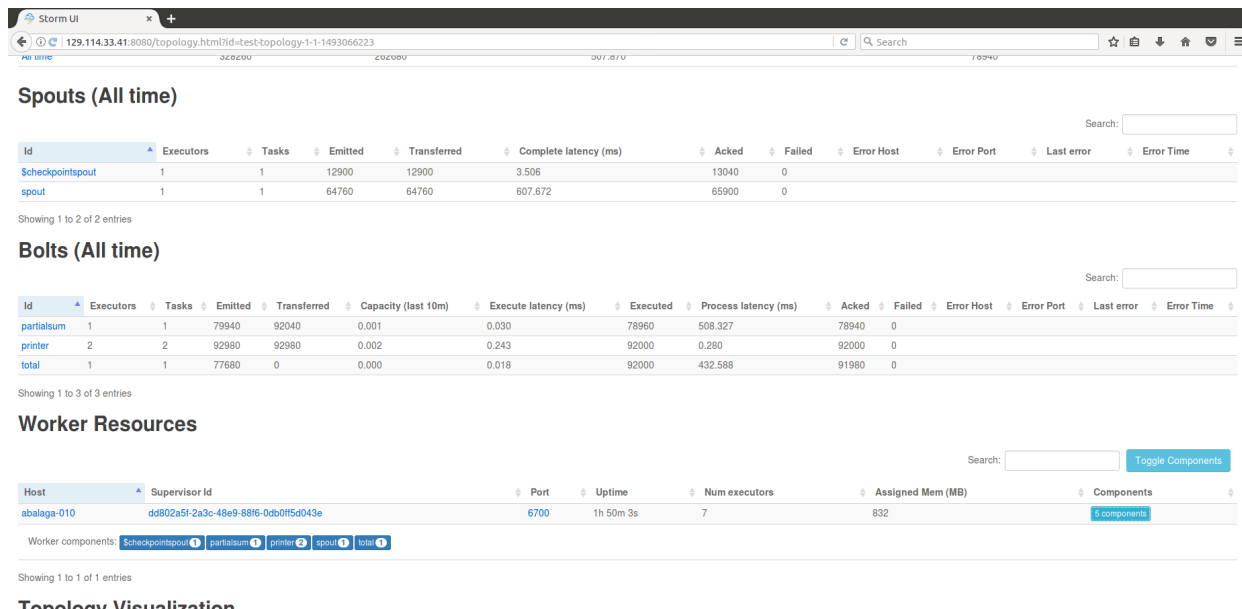 Storm UI × +
129.114.33.41:8080/topology.html?id=test-topology-1-1-1493066223 Search
All time 328260 262680 507.870 78940
Spouts (All time)
Search:
Id Executors Tasks Emitted Transferred Complete latency (ms) Acked Failed Error Host Error Port Last error Error Time
$checkpointspout 1 1 12900 12900 3.506 13040 0
spout 1 1 64760 64760 607.672 65900 0
Showing 1 to 2 of 2 entries
Bolts (All time)
Search:
Id Executors Tasks Emitted Transferred Capacity (last 10m) Execute latency (ms) Executed Process latency (ms) Acked Failed Error Host Error Port Last error Error Time
partialsum 1 1 79940 92040 0.001 0.030 78960 508.327 78940 0
printer 2 2 92980 92980 0.002 0.243 92000 0.280 92000 0
total 1 1 77680 0 0.000 0.018 92000 432.588 91980 0
Showing 1 to 3 of 3 entries
Worker Resources
Search: Toggle Components
Host Supervisor Id Port Uptime Num executors Assigned Mem (MB) Components
abalaga-010 dd802a5f-2a3c-48e9-88f6-0db0ff5d043e 6700 1h 50m 3s 7 832 5 components
Worker components: $checkpointspout 1 partialsum 1 printer 2 spout 1 total 1
Showing 1 to 1 of 1 entries
Topology Visualization